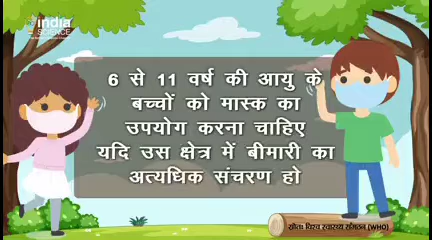 india
SCIENCE
6 से 11 वर्ष की आयु के
बच्चों को मास्क का
उपयोग करना चाहिए
यदि उस क्षेत्र में बीमारी का
अत्यधिक संचरण हो
स्रोतः विश्व स्वास्थ्य संगठन (WHO)